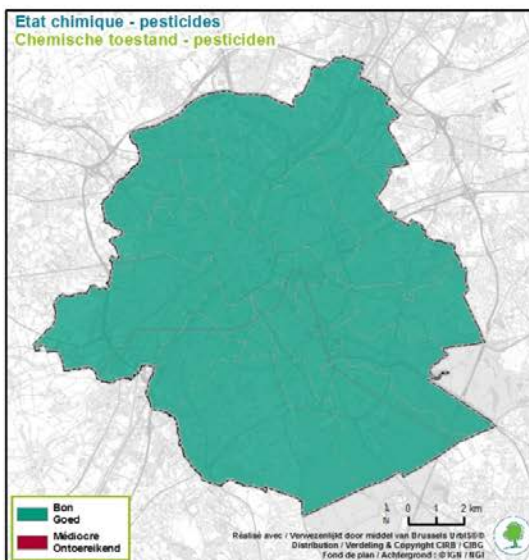 Etat chimique - pesticides
Chemische toestand - pesticiden
Bon
Goed
Médiocre
Ontoereikend
N
0 1 2 km
Réalisé avec / Verwezenlijkt door middel van Brussels UrbIS®©
Distribution / Verdeling & Copyright CIRB / CIBG
Fond de plan / Achtergrond : © IGN / NGI